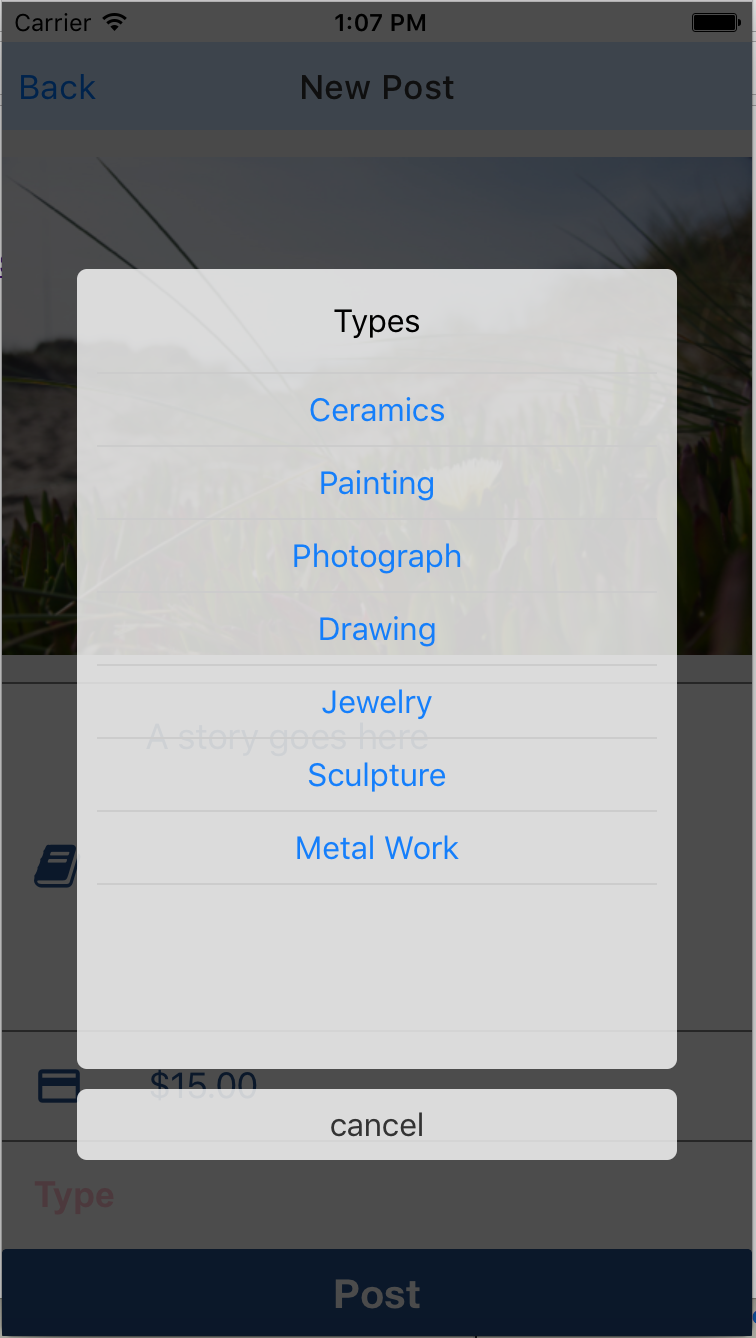 Carrier 1:07 PM
Back New Post
Types
Ceramics
Painting
Photograph
Drawing
Jewelry
A story goes here
Sculpture
Metal Work
$15.00
cancel
Type
Post